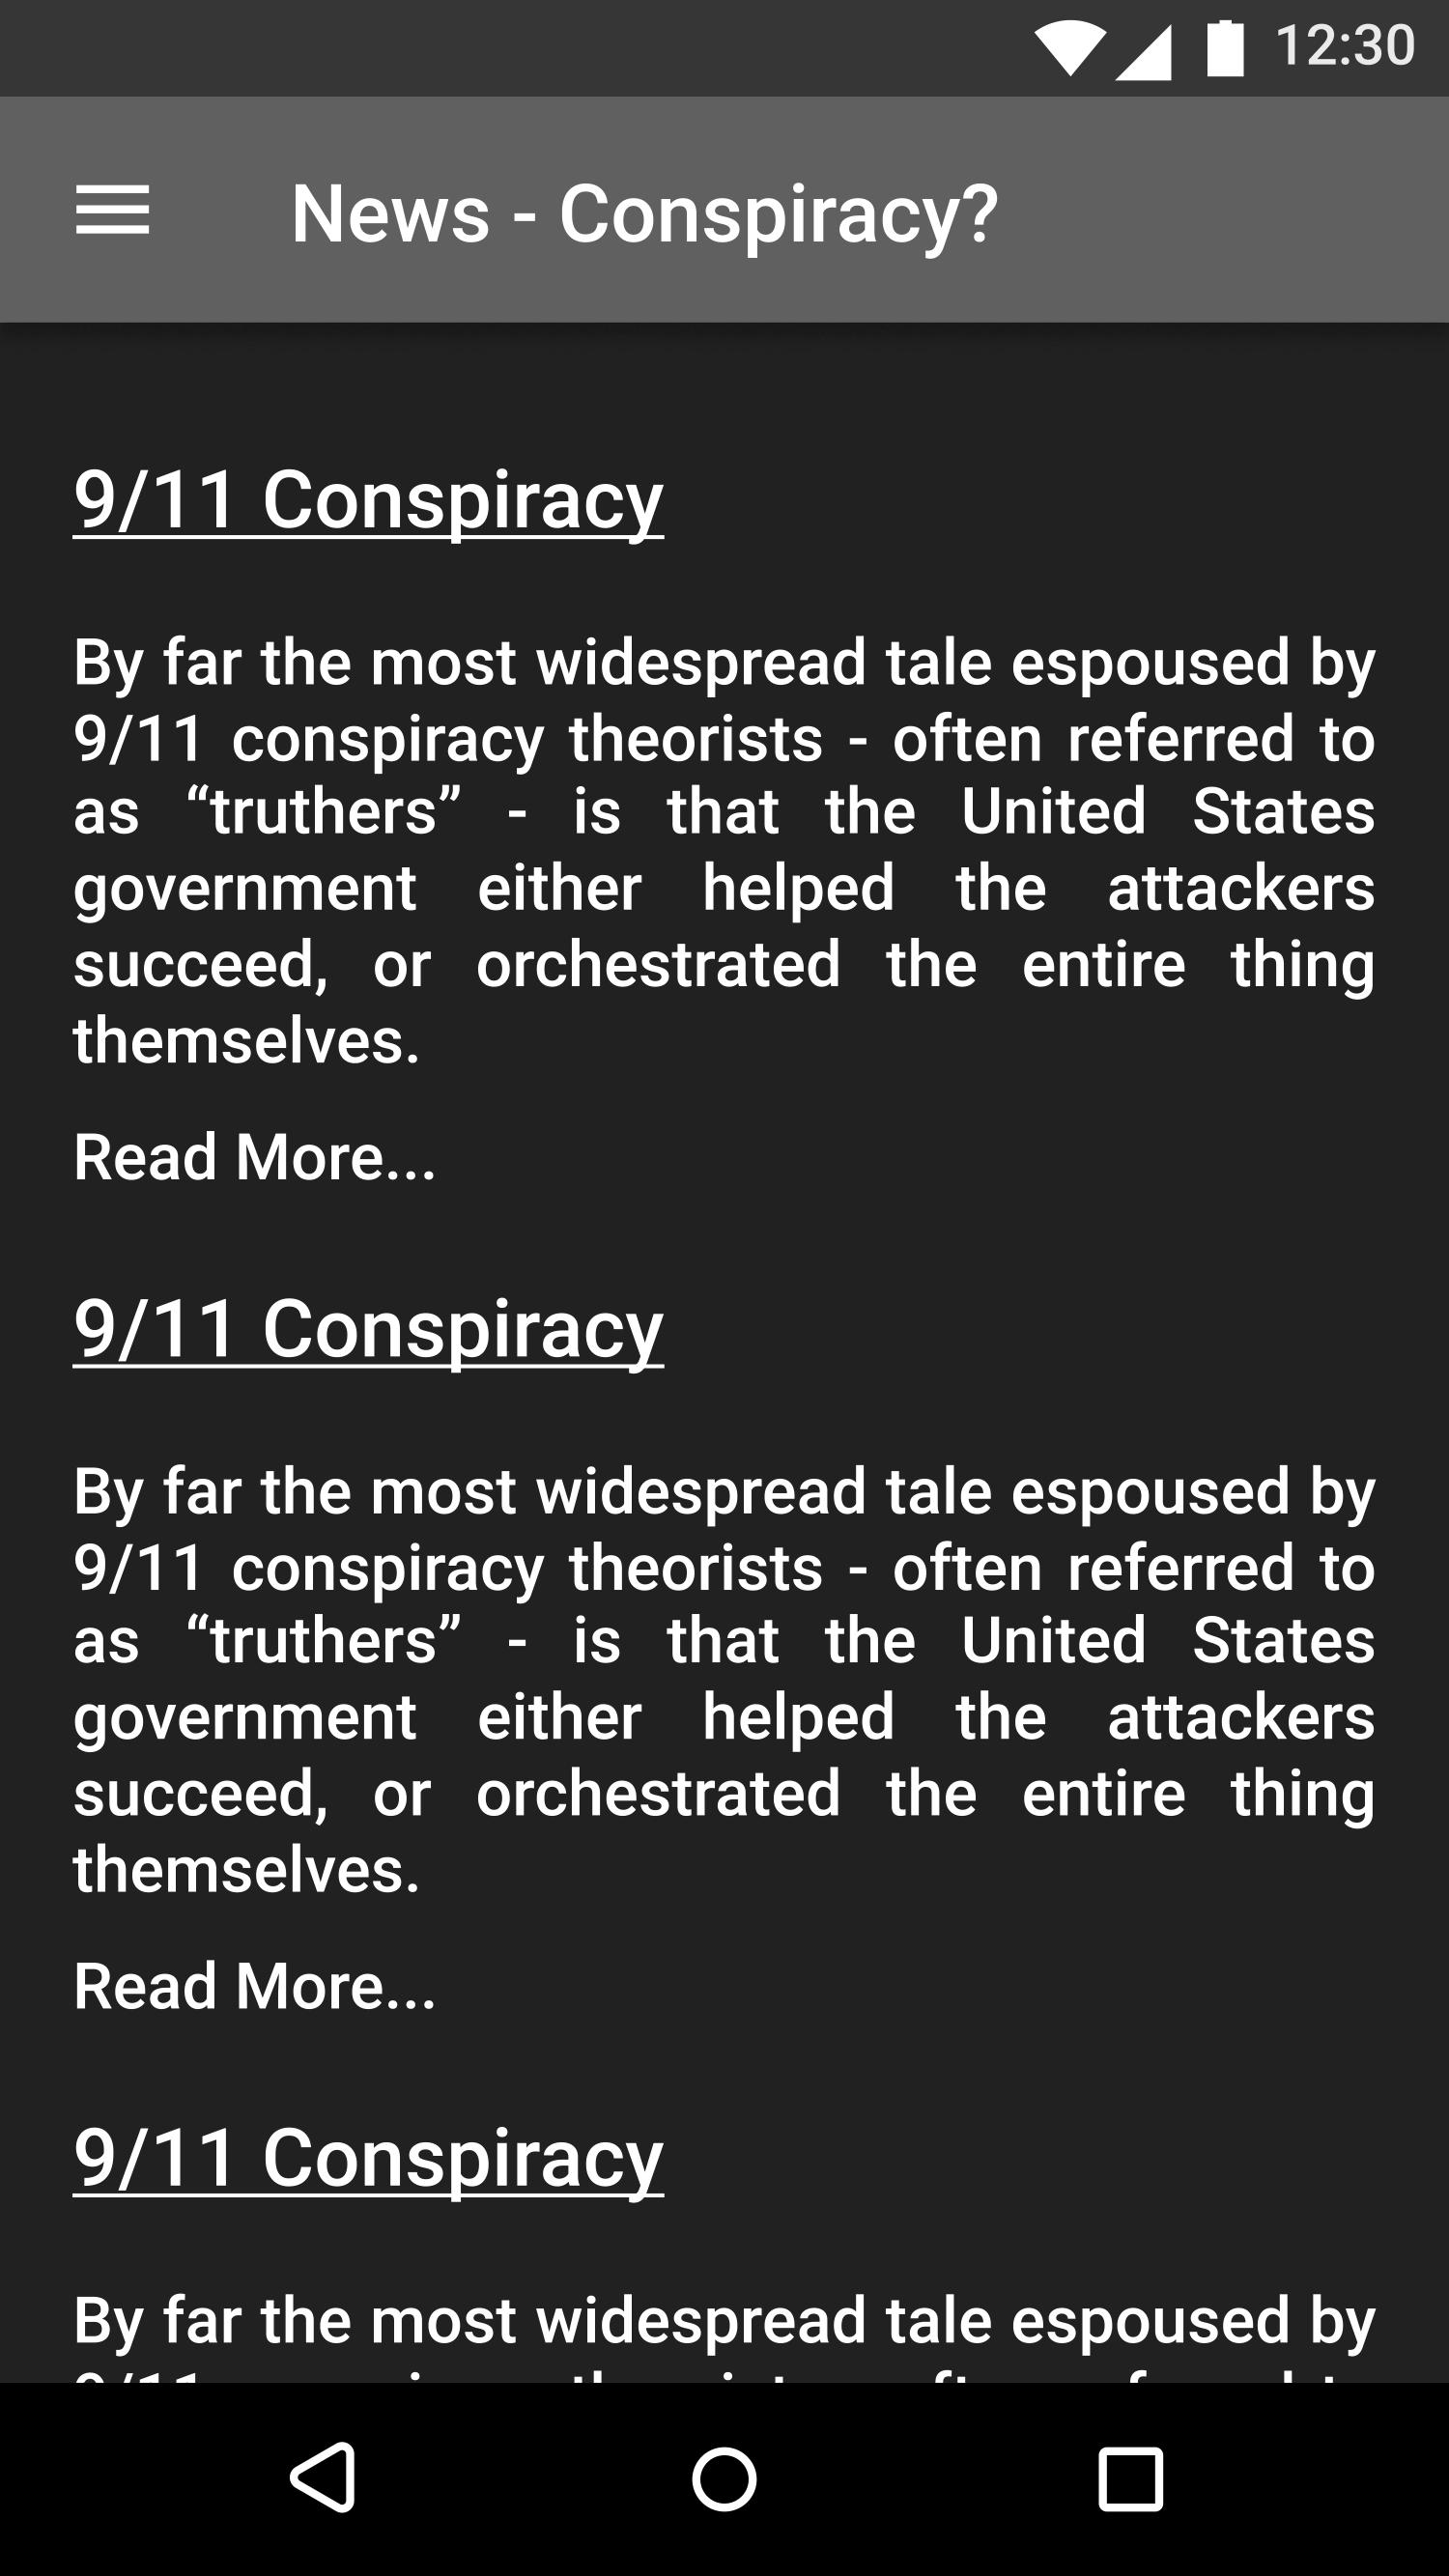 12:30
News - Conspiracy?
9/11 Conspiracy
By far the most widespread tale espoused by
9/11 conspiracy theorists - often referred to
as “truthers” - is that the United States
government either helped the attackers
succeed, or orchestrated the entire thing
themselves.
Read More...
9/11 Conspiracy
By far the most widespread tale espoused by
9/11 conspiracy theorists - often referred to
as “truthers” - is that the United States
government either helped the attackers
succeed, or orchestrated the entire thing
themselves.
Read More...
9/11 Conspiracy
By far the most widespread tale espoused by